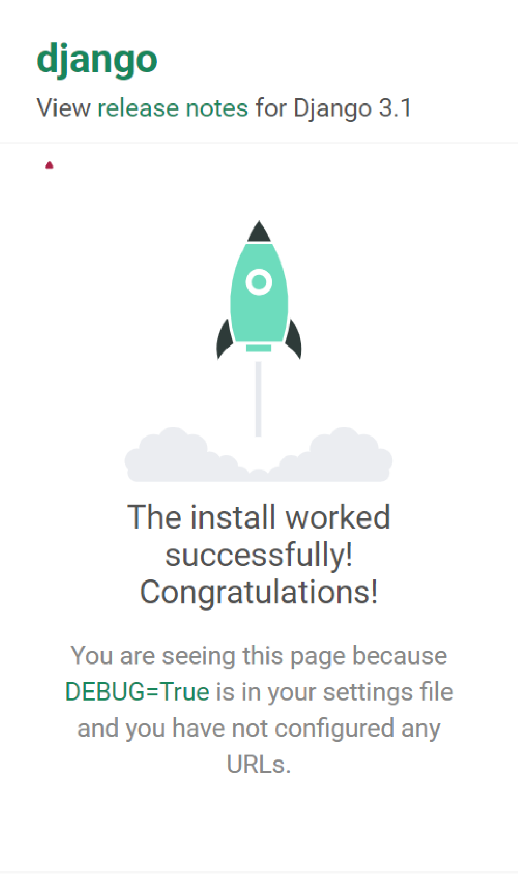 django
View release notes for Django 3.1
The install worked
successfully!
Congratulations!
You are seeing this page because
DEBUG=True is in your settings file
and you have not configured any
URLs.